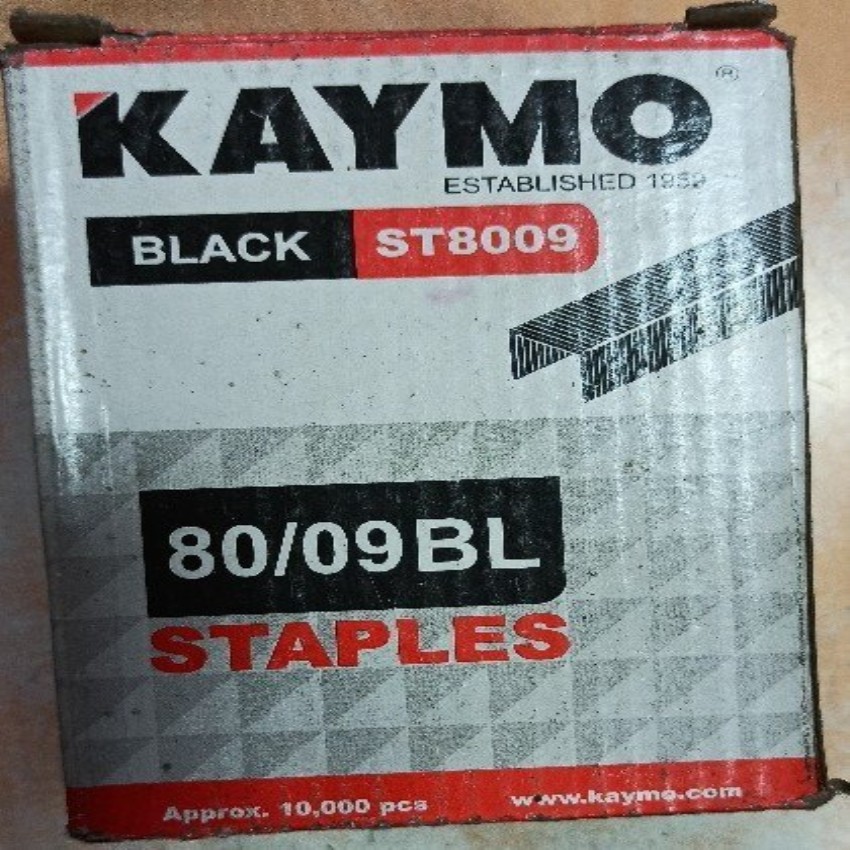 KAYMO®
ESTABLISHED 1959
BLACK ST8009
80/09BL
STAPLES
Approx. 10,000 pcs www.kaymo.com